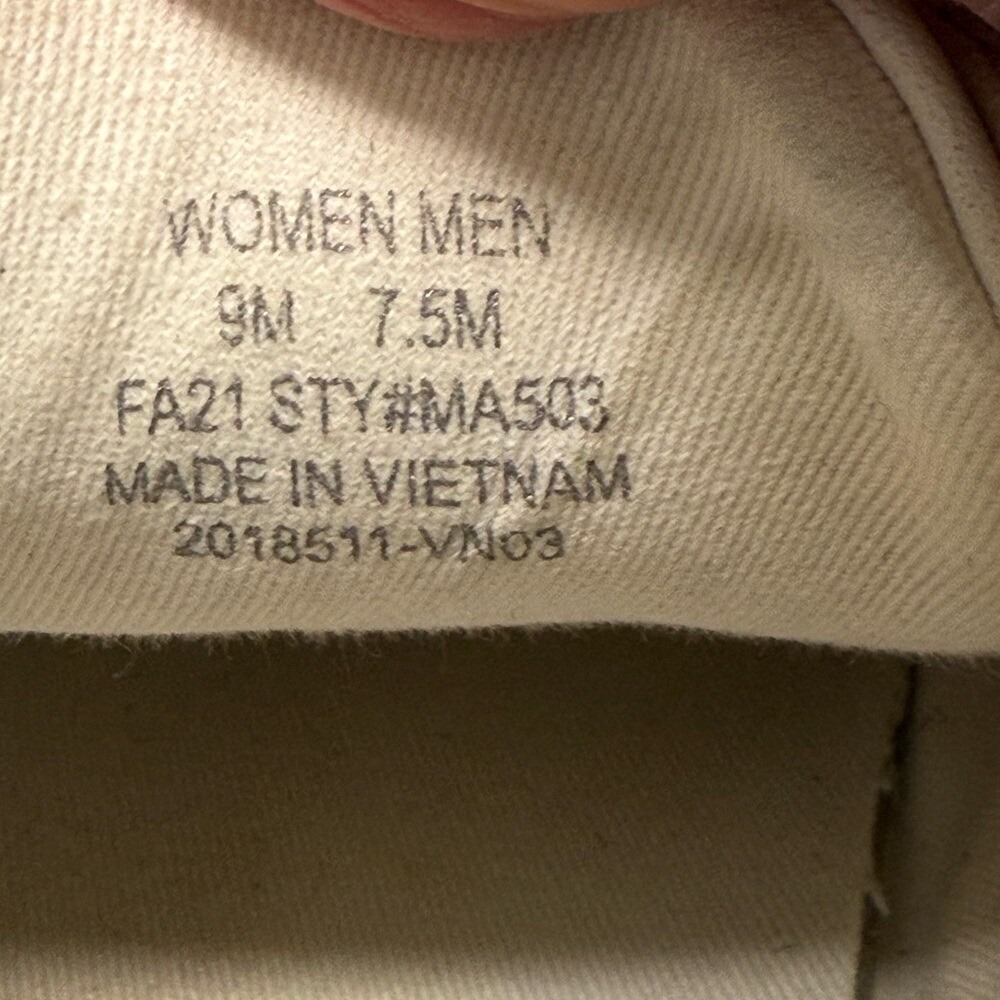 WOMEN MEN
9M 7.5M
FA21 STY#MA503
MADE IN VIETNAM
2018511-VN03